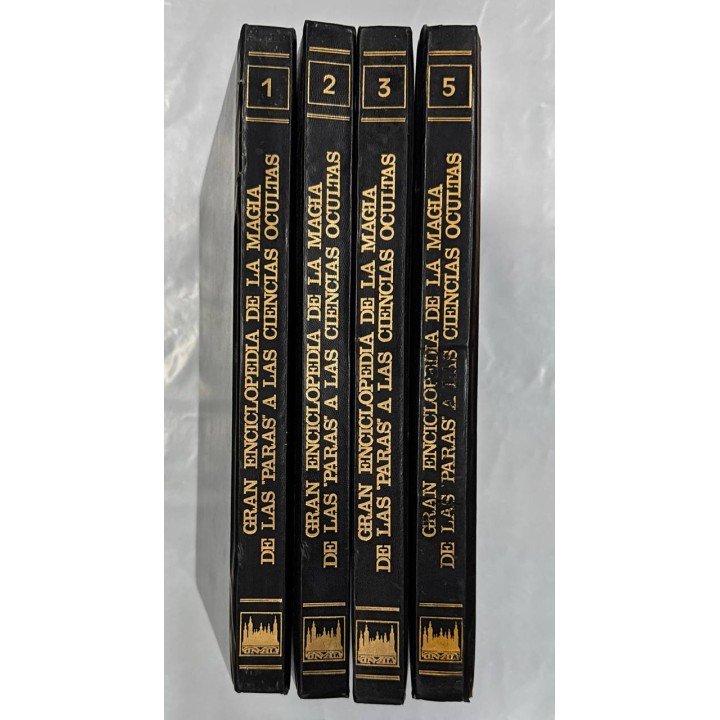 1
GRAN ENCICLOPEDIA DE LA MAGIA
DE LAS "PARAS" A LAS CIENCIAS OCULTAS
2
GRAN ENCICLOPEDIA DE LA MAGIA
DE LAS "PARAS" A LAS CIENCIAS OCULTAS
3
GRAN ENCICLOPEDIA DE LA MAGIA
DE LAS "PARAS" A LAS CIENCIAS OCULTAS
5
GRAN ENCICLOPEDIA DE LA MAGIA
DE LAS "PARAS" A LAS CIENCIAS OCULTAS